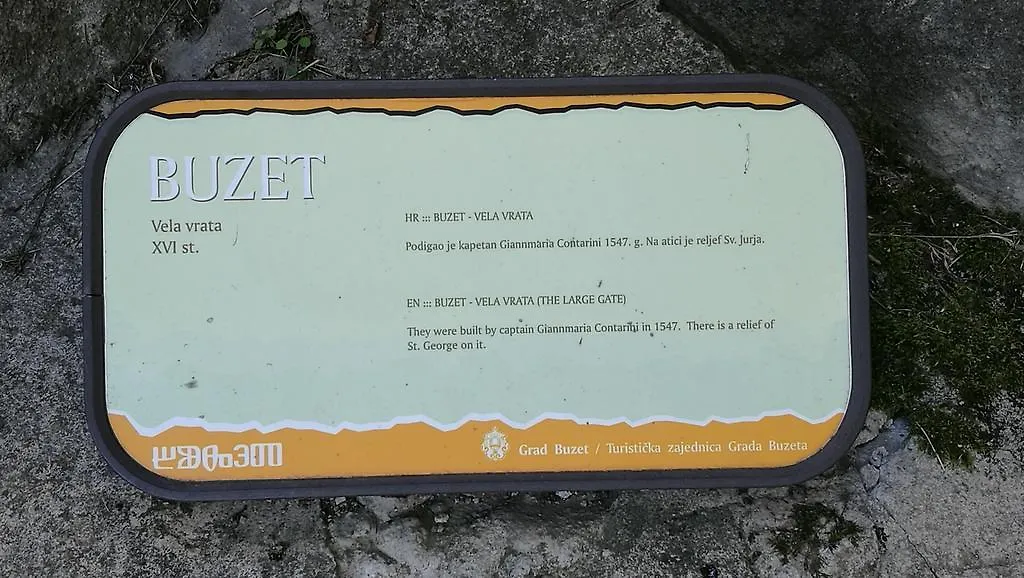 BUZET
Vela vrata
XVI st.
HR ::: BUZET - VELA VRATA
Podigao je kapetan Giannmaria Contarini 1547. g. Na atici je reljef Sv. Jurja.
EN ::: BUZET - VELA VRATA (THE LARGE GATE)
They were built by captain Giannmaria Contarini in 1547. There is a relief of
St. George on it.
ⰁⰖⰈⰅⰕ
Grad Buzet / Turistička zajednica Grada Buzeta